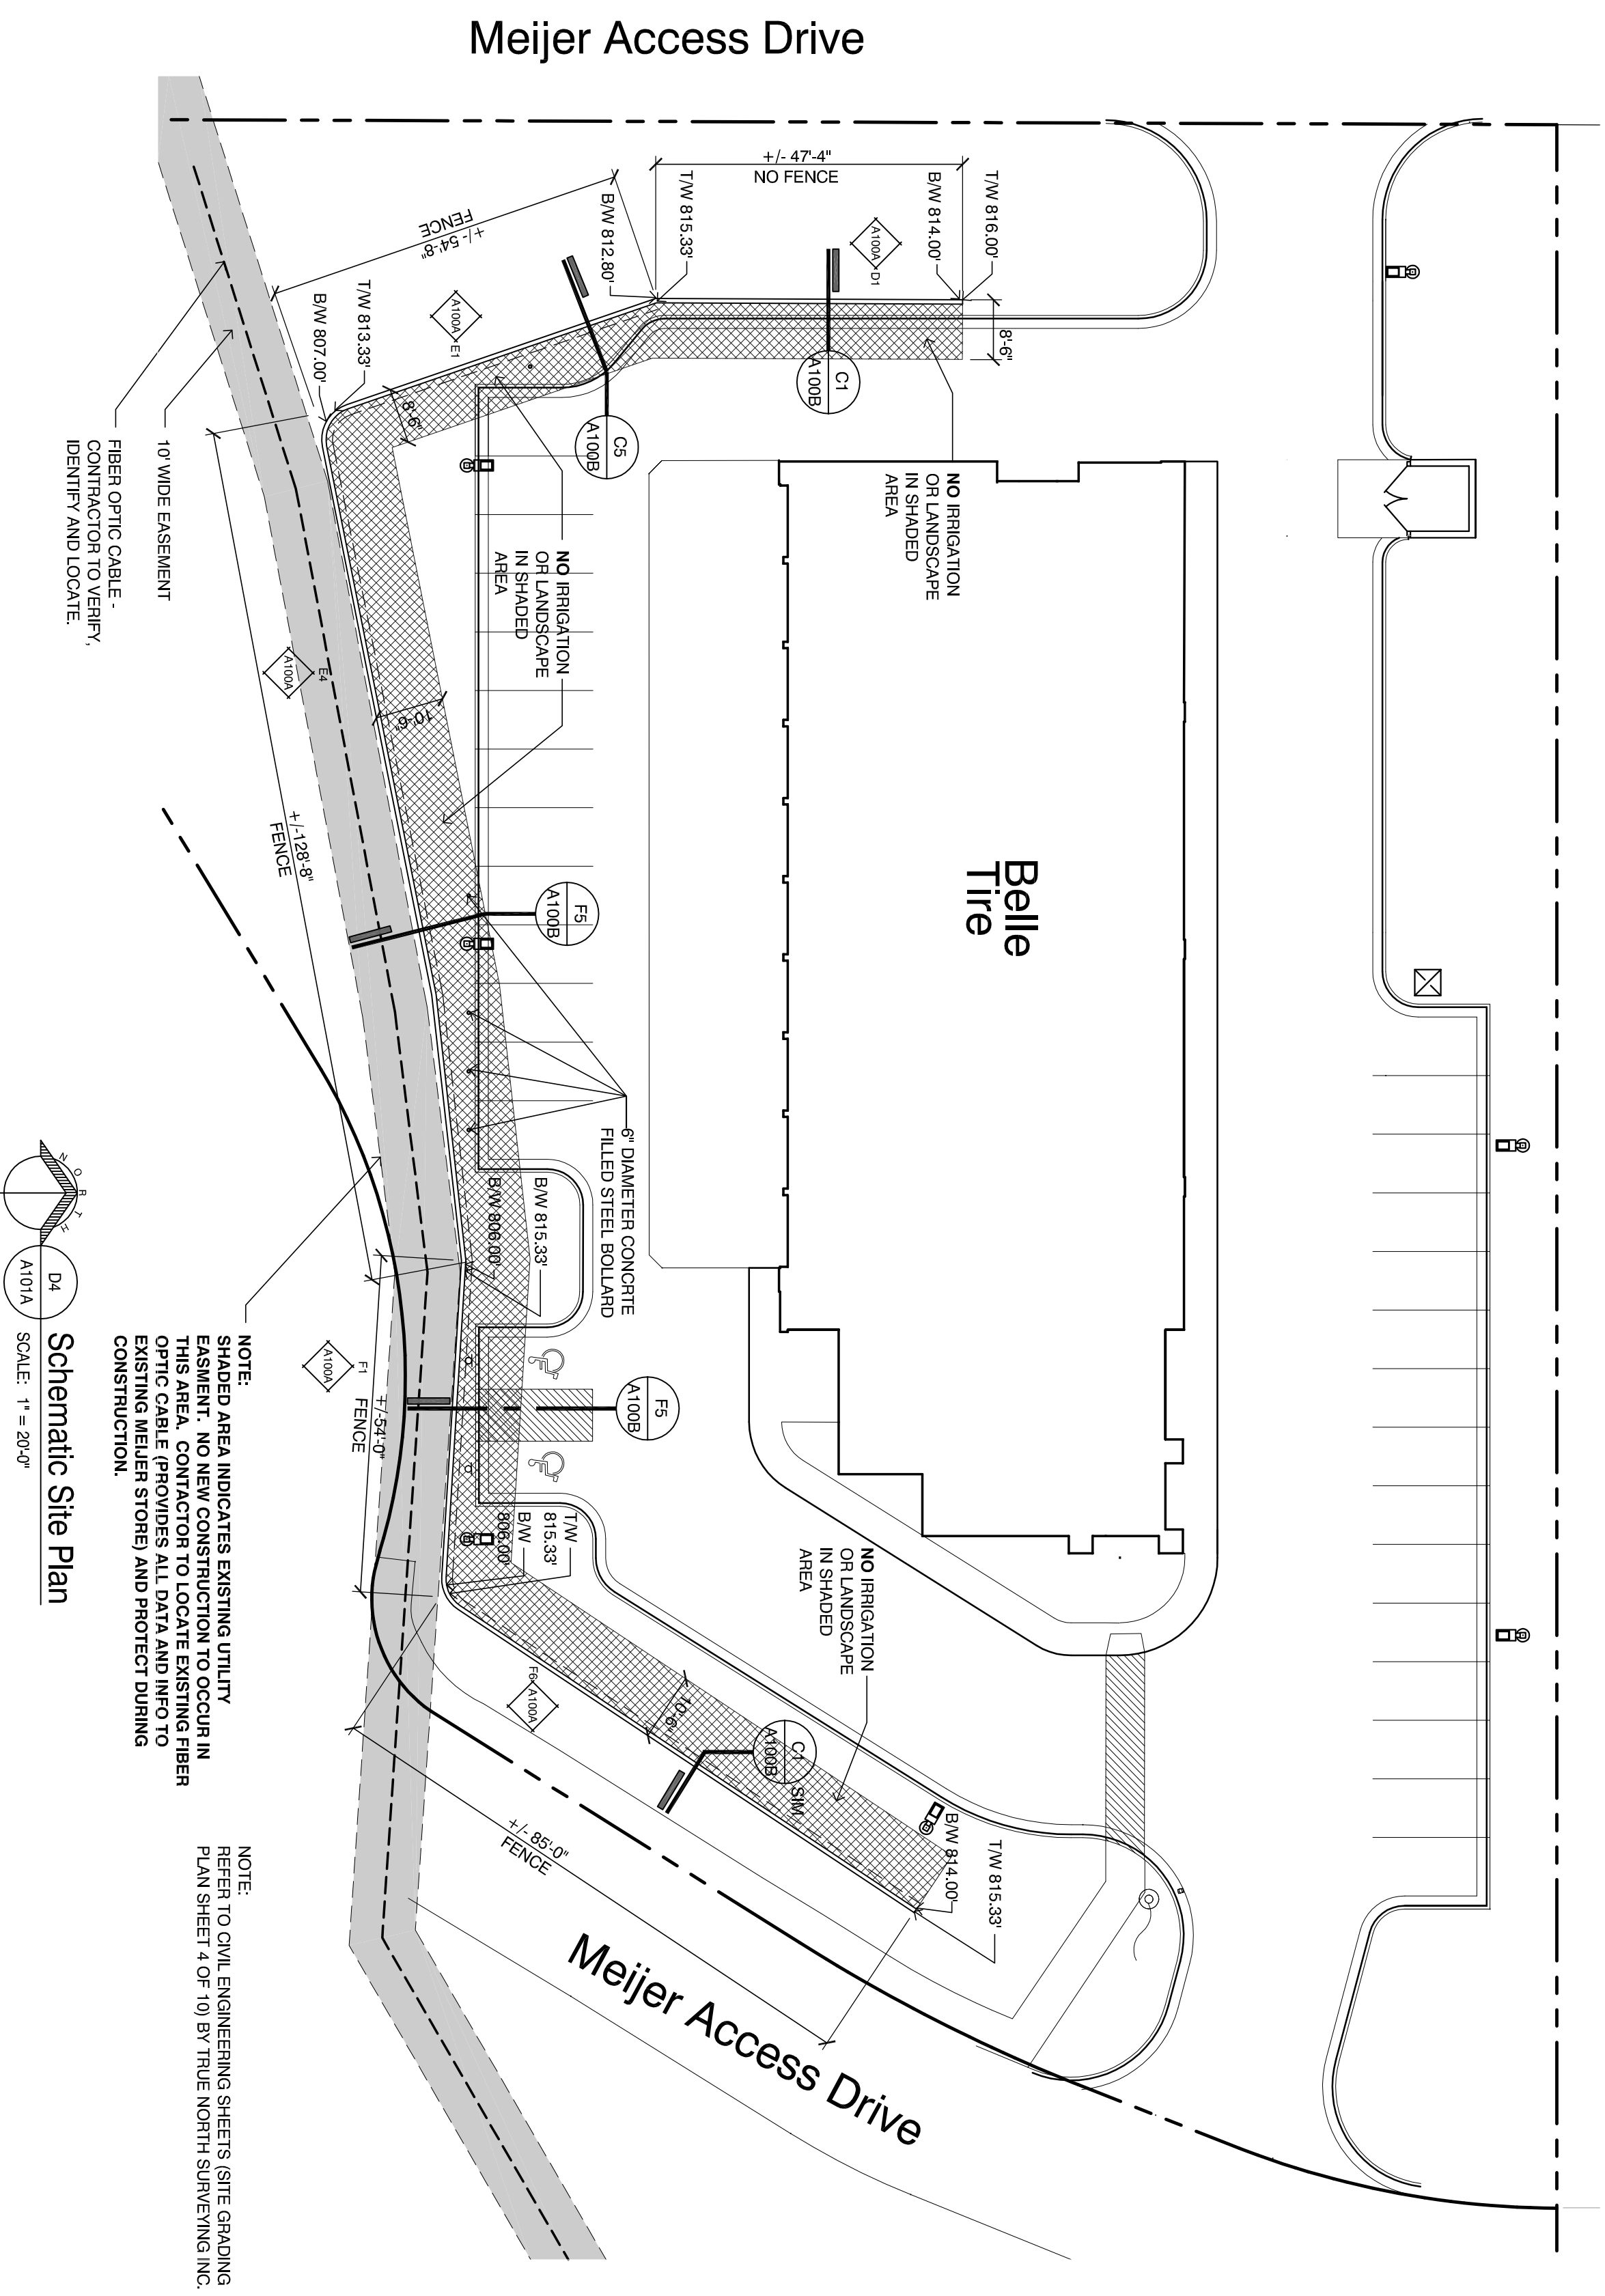 Meijer Access Drive
+/- 47'-4"
NO FENCE
T/W 815.33'
B/W 814.00'
T/W 816.00'
B/W 812.80'
+/- 54'-8"
FENCE
A100A
D1
8'-6"
T/W 813.33'
B/W 807.00'
A100A
E1
C1
A100B
C5
A100B
8'-6"
FIBER OPTIC CABLE -
CONTRACTOR TO VERIFY,
IDENTIFY AND LOCATE.
10' WIDE EASEMENT
NO IRRIGATION
OR LANDSCAPE
IN SHADED
AREA
NO IRRIGATION
OR LANDSCAPE
IN SHADED
AREA
A100A
E4
10'-6"
+/-128'-8"
FENCE
F5
A100B
Belle
Tire
6" DIAMETER CONCRTE
FILLED STEEL BOLLARD
B/W 815.33'
B/W 806.00'
A100A
F1
+/-54'-0"
FENCE
F5
A100B
T/W
815.33'
B/W
806.00'
NO IRRIGATION
OR LANDSCAPE
IN SHADED
AREA
A100A
F6
10'-6"
C1
A100B
SIM
B/W 814.00'
T/W 815.33'
+/- 85'-0"
FENCE
Meijer Access Drive
NORTH
D4
A101A
Schematic Site Plan
SCALE: 1" = 20'-0"
NOTE:
SHADED AREA INDICATES EXISTING UTILITY
EASMENT. NO NEW CONSTRUCTION TO OCCUR IN
THIS AREA. CONTACTOR TO LOCATE EXISTING FIBER
OPTIC CABLE (PROVIDES ALL DATA AND INFO TO
EXISTING MEIJER STORE) AND PROTECT DURING
CONSTRUCTION.
NOTE:
REFER TO CIVIL ENGINEERING SHEETS (SITE GRADING
PLAN SHEET 4 OF 10) BY TRUE NORTH SURVEYING INC.